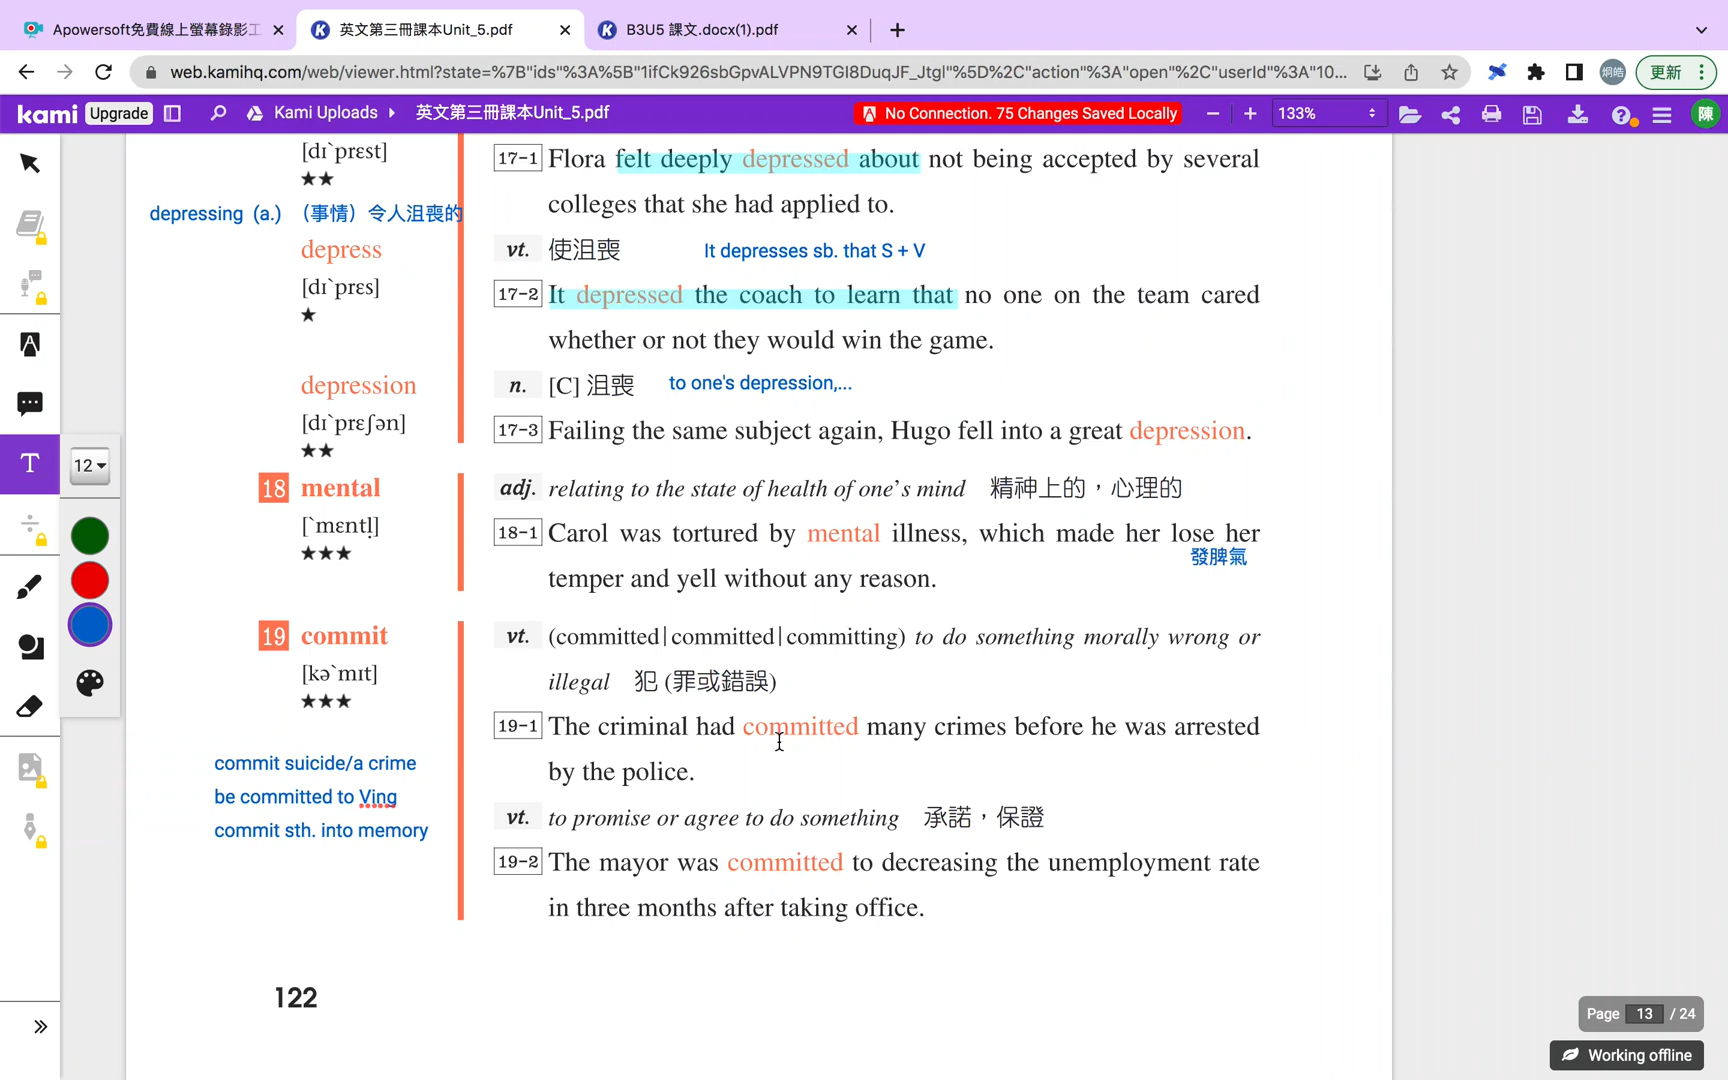 Apowersoft免費線上螢幕錄影工
英文第三冊課本Unit_5.pdf
B3U5 課文.docx(1).pdf
web.kamihq.com/web/viewer.html?state=%7B"ids"%3A%5B"1ifCk926sbGpvALVPN9TGI8DuqJF_Jtgl"%5D%2C"action"%3A"open"%2C"userId"%3A"10...
炯皓
更新
kami
Upgrade
Kami Uploads
英文第三冊課本Unit_5.pdf
No Connection. 75 Changes Saved Locally
133%
陳
[dɪˋprɛst]
★★
17-1 Flora felt deeply depressed about not being accepted by several
colleges that she had applied to.
depressing (a.) （事情）令人沮喪的
depress
vt. 使沮喪
It depresses sb. that S + V
[dɪˋprɛs]
★
17-2 It depressed the coach to learn that no one on the team cared
whether or not they would win the game.
depression
n. [C] 沮喪
to one's depression,...
[dɪˋprɛʃən]
★★
17-3 Failing the same subject again, Hugo fell into a great depression.
18 mental
adj. relating to the state of health of one's mind 精神上的，心理的
[ˋmɛntl̩]
★★★
18-1 Carol was tortured by mental illness, which made her lose her
發脾氣
temper and yell without any reason.
19 commit
vt. (committed|committed|committing) to do something morally wrong or
illegal 犯 (罪或錯誤)
[kəˋmɪt]
★★★
19-1 The criminal had committed many crimes before he was arrested
by the police.
commit suicide/a crime
be committed to Ving
commit sth. into memory
vt. to promise or agree to do something 承諾，保證
19-2 The mayor was committed to decreasing the unemployment rate
in three months after taking office.
122
T
12
Page 13 / 24
Working offline